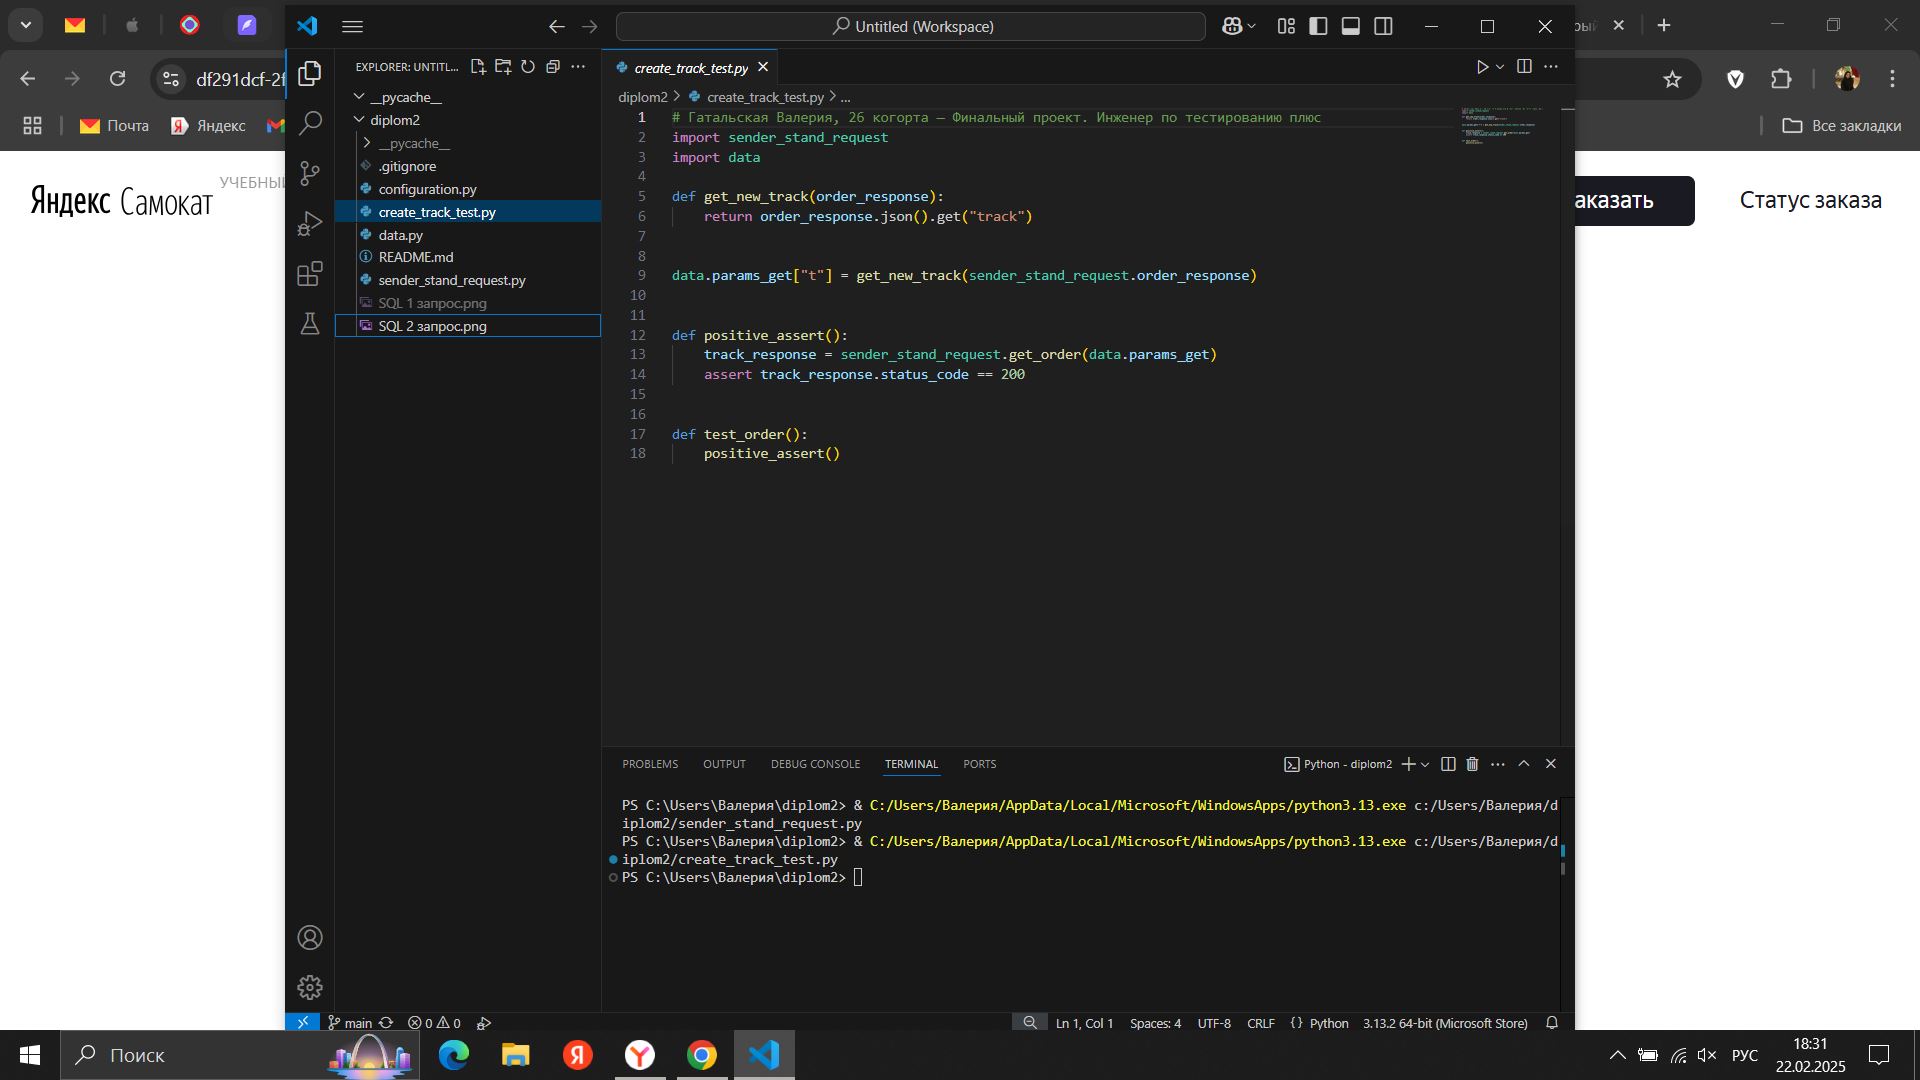 Untitled (Workspace)
df291dcf-2f
Почта
Яндекс
Все закладки
Яндекс Самокат
УЧЕБНЫЙ
аказать
Статус заказа
EXPLORER: UNTITL...
__pycache__
diplom2
__pycache__
.gitignore
configuration.py
create_track_test.py
data.py
README.md
sender_stand_request.py
SQL 1 запрос.png
SQL 2 запрос.png
create_track_test.py
diplom2 > create_track_test.py > ...
1 # Гатальская Валерия, 26 когорта — Финальный проект. Инженер по тестированию плюс
2 import sender_stand_request
3 import data
4
5 def get_new_track(order_response):
6 return order_response.json().get("track")
7
8
9 data.params_get["t"] = get_new_track(sender_stand_request.order_response)
10
11
12 def positive_assert():
13 track_response = sender_stand_request.get_order(data.params_get)
14 assert track_response.status_code == 200
15
16
17 def test_order():
18 positive_assert()
PROBLEMS OUTPUT DEBUG CONSOLE TERMINAL PORTS
Python - diplom2
PS C:\Users\Валерия\diplom2> & C:/Users/Валерия/AppData/Local/Microsoft/WindowsApps/python3.13.exe c:/Users/Валерия/d
iplom2/sender_stand_request.py
PS C:\Users\Валерия\diplom2> & C:/Users/Валерия/AppData/Local/Microsoft/WindowsApps/python3.13.exe c:/Users/Валерия/d
iplom2/create_track_test.py
PS C:\Users\Валерия\diplom2>
main 0 0
Ln 1, Col 1 Spaces: 4 UTF-8 CRLF {} Python 3.13.2 64-bit (Microsoft Store)
Поиск
РУС
18:31
22.02.2025